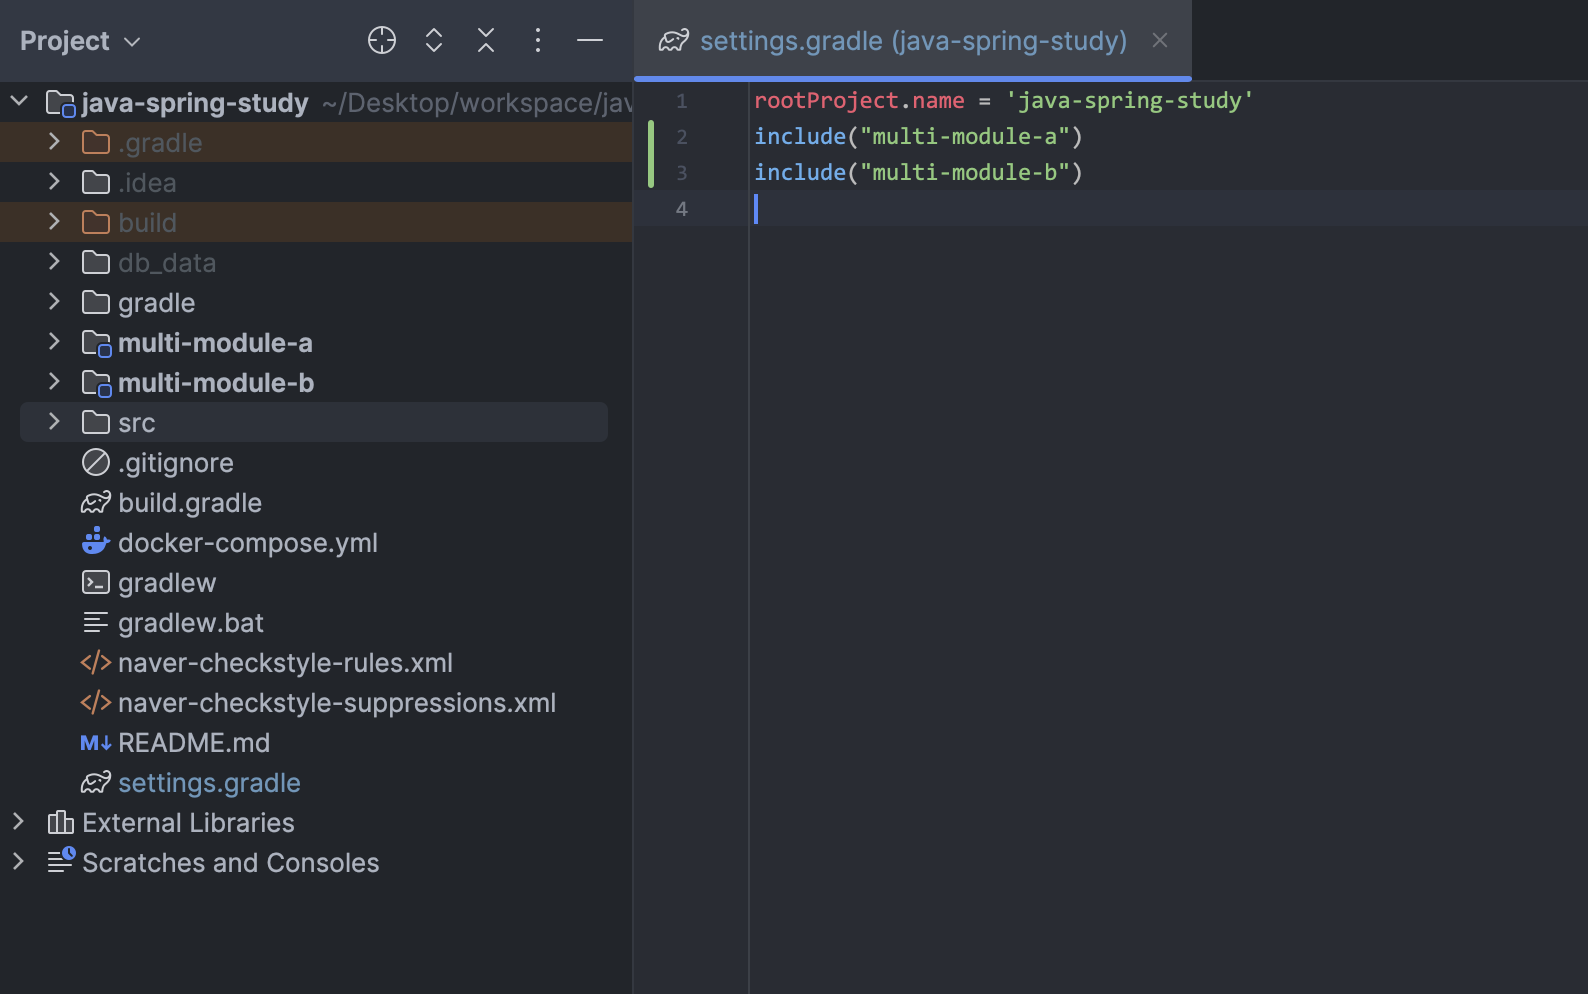 Project
settings.gradle (java-spring-study)
java-spring-study ~/Desktop/workspace/jav
.gradle
.idea
build
db_data
gradle
multi-module-a
multi-module-b
src
.gitignore
build.gradle
docker-compose.yml
gradlew
gradlew.bat
naver-checkstyle-rules.xml
naver-checkstyle-suppressions.xml
M↓ README.md
settings.gradle
External Libraries
Scratches and Consoles
1 rootProject.name = 'java-spring-study'
2 include("multi-module-a")
3 include("multi-module-b")
4